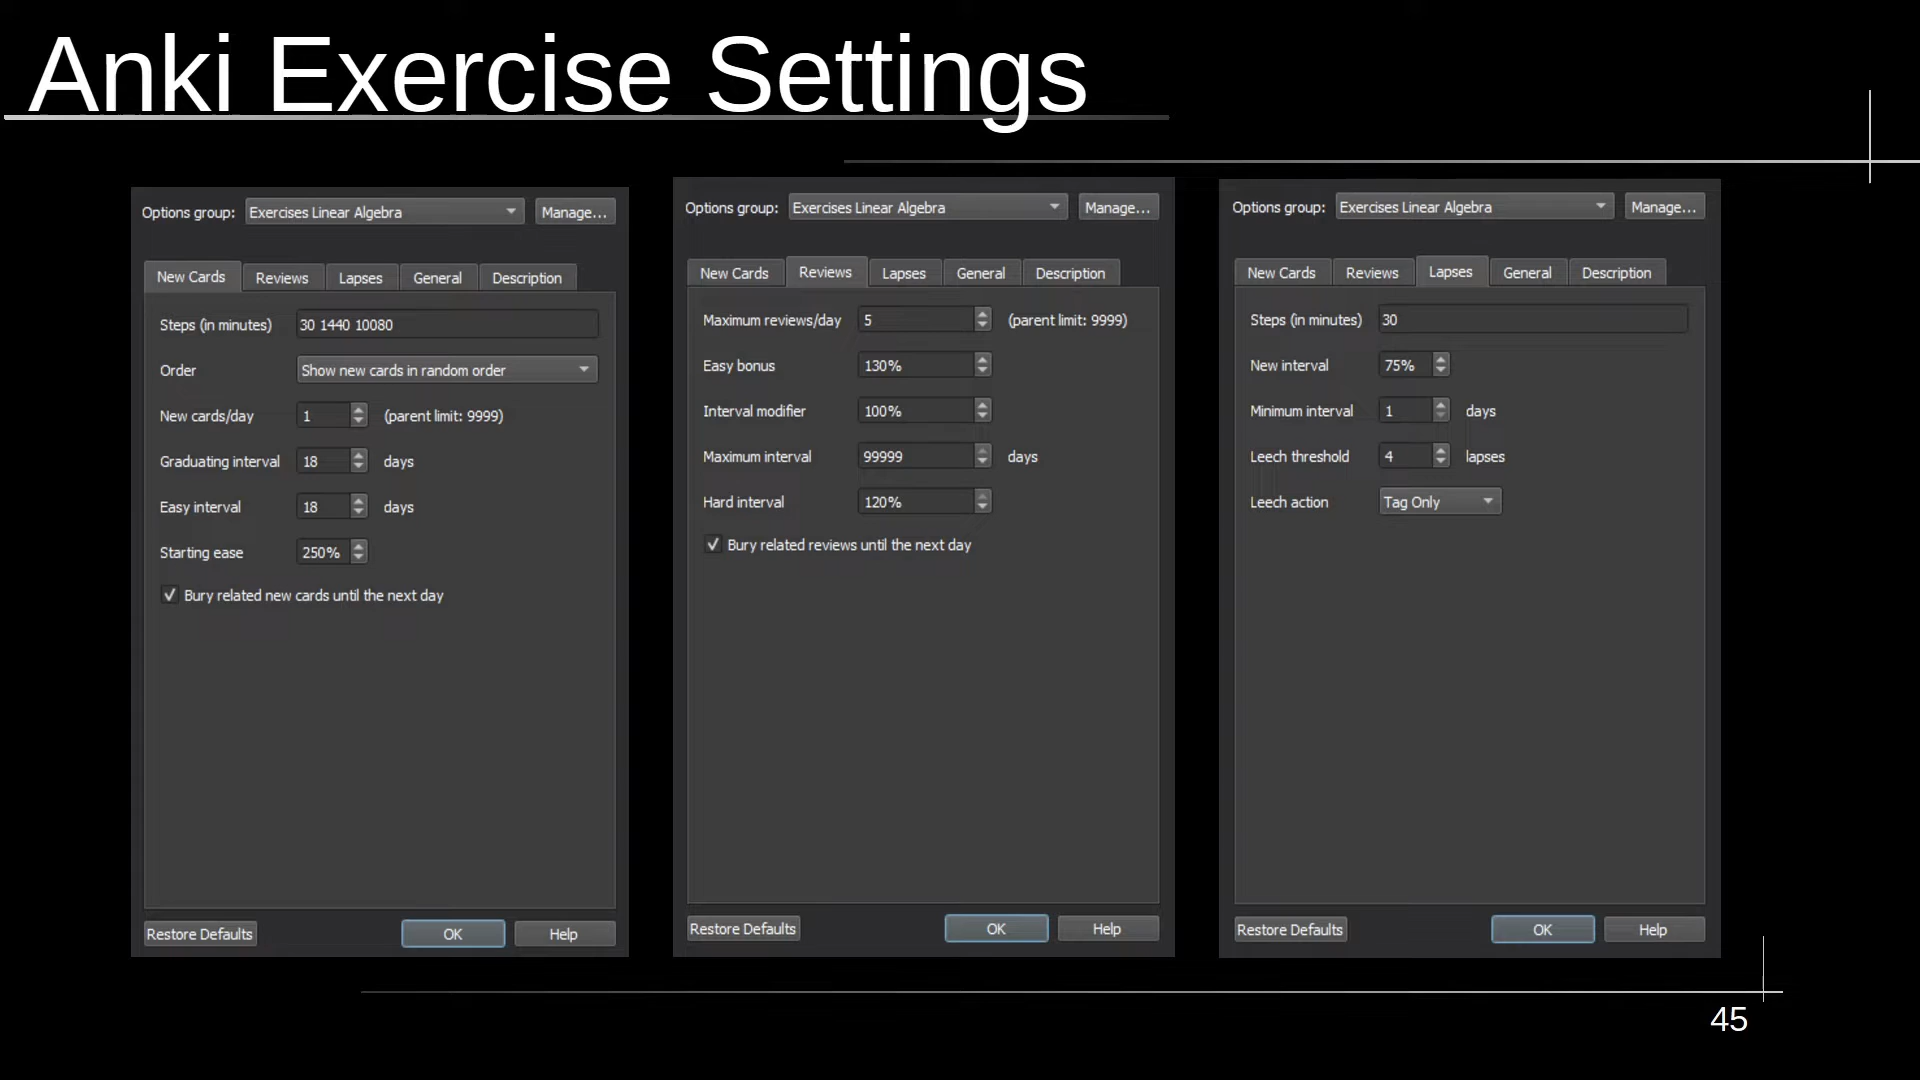 Anki Exercise Settings
Options group: Exercises Linear Algebra Manage...
New Cards Reviews Lapses General Description
Steps (in minutes) 30 1440 10080
Order Show new cards in random order
New cards/day 1 (parent limit: 9999)
Graduating interval 18 days
Easy interval 18 days
Starting ease 250%
Bury related new cards until the next day
Restore Defaults OK Help
Options group: Exercises Linear Algebra Manage...
New Cards Reviews Lapses General Description
Maximum reviews/day 5 (parent limit: 9999)
Easy bonus 130%
Interval modifier 100%
Maximum interval 99999 days
Hard interval 120%
Bury related reviews until the next day
Restore Defaults OK Help
Options group: Exercises Linear Algebra Manage...
New Cards Reviews Lapses General Description
Steps (in minutes) 30
New interval 75%
Minimum interval 1 days
Leech threshold 4 lapses
Leech action Tag Only
Restore Defaults OK Help
45